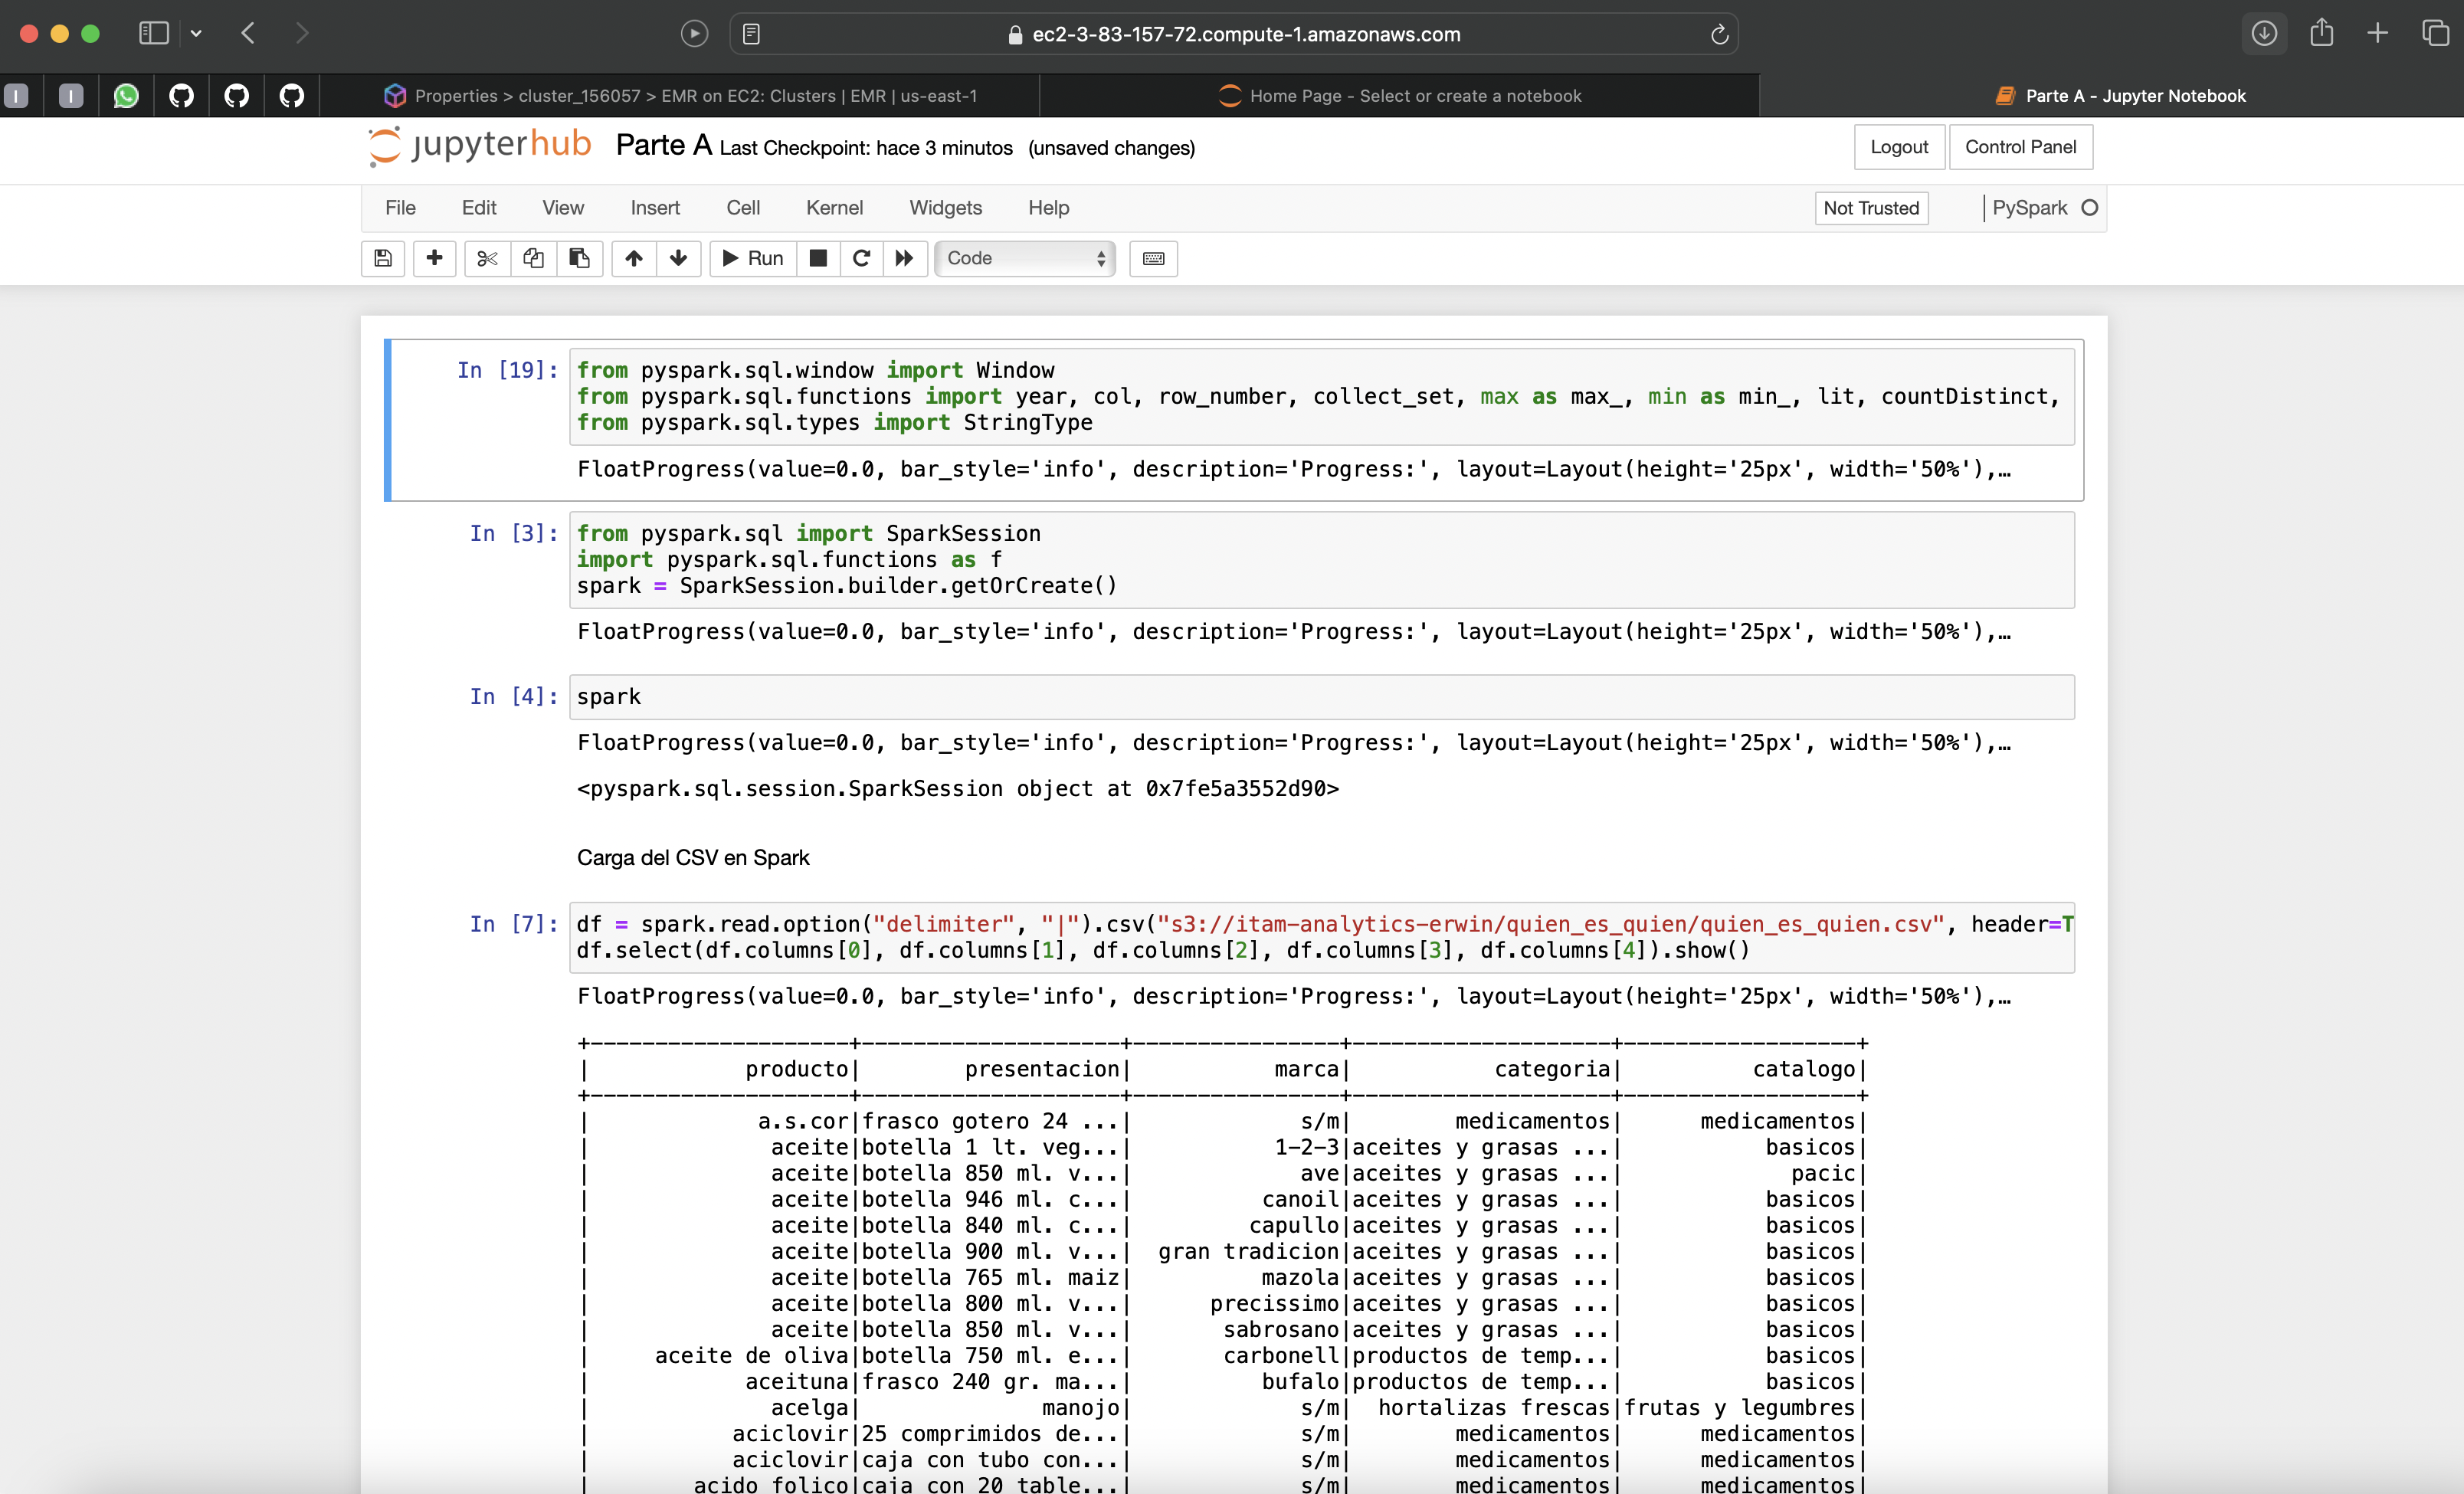 ec2-3-83-157-72.compute-1.amazonaws.com
Properties > cluster_156057 > EMR on EC2: Clusters | EMR | us-east-1
Home Page - Select or create a notebook
Parte A - Jupyter Notebook
jupyterhub Parte A Last Checkpoint: hace 3 minutos (unsaved changes)
Logout Control Panel
File Edit View Insert Cell Kernel Widgets Help Not Trusted PySpark
Run Code
In [19]: from pyspark.sql.window import Window
from pyspark.sql.functions import year, col, row_number, collect_set, max as max_, min as min_, lit, countDistinct,
from pyspark.sql.types import StringType
FloatProgress(value=0.0, bar_style='info', description='Progress:', layout=Layout(height='25px', width='50%'),…
In [3]: from pyspark.sql import SparkSession
import pyspark.sql.functions as f
spark = SparkSession.builder.getOrCreate()
FloatProgress(value=0.0, bar_style='info', description='Progress:', layout=Layout(height='25px', width='50%'),…
In [4]: spark
FloatProgress(value=0.0, bar_style='info', description='Progress:', layout=Layout(height='25px', width='50%'),…
<pyspark.sql.session.SparkSession object at 0x7fe5a3552d90>
Carga del CSV en Spark
In [7]: df = spark.read.option("delimiter", "|").csv("s3://itam-analytics-erwin/quien_es_quien/quien_es_quien.csv", header=T
df.select(df.columns[0], df.columns[1], df.columns[2], df.columns[3], df.columns[4]).show()
FloatProgress(value=0.0, bar_style='info', description='Progress:', layout=Layout(height='25px', width='50%'),…
+--------------------+--------------------+----------------+--------------------+------------------+
|            producto|        presentacion|           marca|           categoria|          catalogo|
+--------------------+--------------------+----------------+--------------------+------------------+
|             a.s.cor|frasco gotero 24 ...|             s/m|        medicamentos|      medicamentos|
|              aceite|botella 1 lt. veg...|           1-2-3|aceites y grasas ...|           basicos|
|              aceite|botella 850 ml. v...|             ave|aceites y grasas ...|             pacic|
|              aceite|botella 946 ml. c...|          canoil|aceites y grasas ...|           basicos|
|              aceite|botella 840 ml. c...|         capullo|aceites y grasas ...|           basicos|
|              aceite|botella 900 ml. v...|  gran tradicion|aceites y grasas ...|           basicos|
|              aceite|botella 765 ml. maiz|          mazola|aceites y grasas ...|           basicos|
|              aceite|botella 800 ml. v...|      precissimo|aceites y grasas ...|           basicos|
|              aceite|botella 850 ml. v...|       sabrosano|aceites y grasas ...|           basicos|
|     aceite de oliva|botella 750 ml. e...|       carbonell|productos de temp...|           basicos|
|            aceituna|frasco 240 gr. ma...|          bufalo|productos de temp...|           basicos|
|              acelga|              manojo|             s/m|  hortalizas frescas|frutas y legumbres|
|           aciclovir|25 comprimidos de...|             s/m|        medicamentos|      medicamentos|
|           aciclovir|caja con tubo con...|             s/m|        medicamentos|      medicamentos|
|        acido folico|caja con 20 table...|             s/m|        medicamentos|      medicamentos|